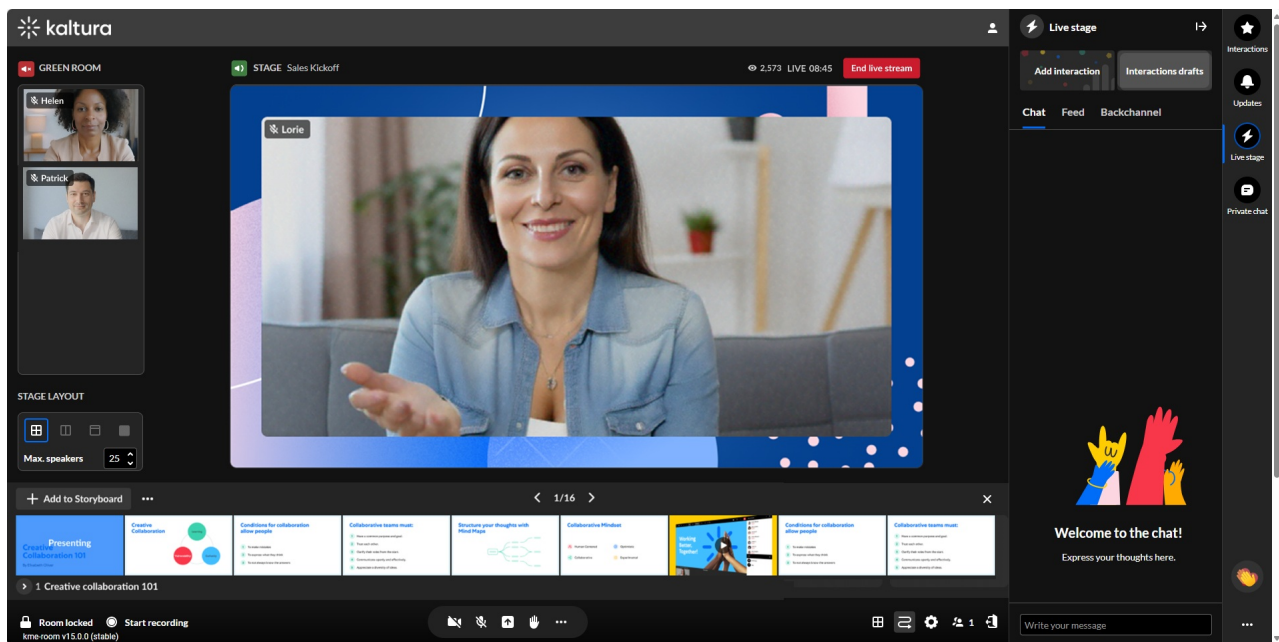 kaltura
GREEN ROOM
Helen
Patrick
STAGE LAYOUT
Max. speakers 25
STAGE Sales Kickoff
2,573 LIVE 08:45 End live stream
Lorie
Live stage
Add interaction Interactions drafts
Chat Feed Backchannel
Welcome to the chat!
Express your thoughts here.
Write your message
Interactions
Updates
Live stage
Private chat
Add to Storyboard
1/16
Presenting
Creative
Collaboration 101
Creative
Collaboration
Conditions for collaboration
allow people
Collaborative teams must:
Structure your thoughts with
Mind Maps
Collaborative Mindset
Working
Better,
Together!
Conditions for collaboration
allow people
Collaborative teams must:
1 Creative collaboration 101
Room locked Start recording
kme-room v15.0.0 (stable)
1